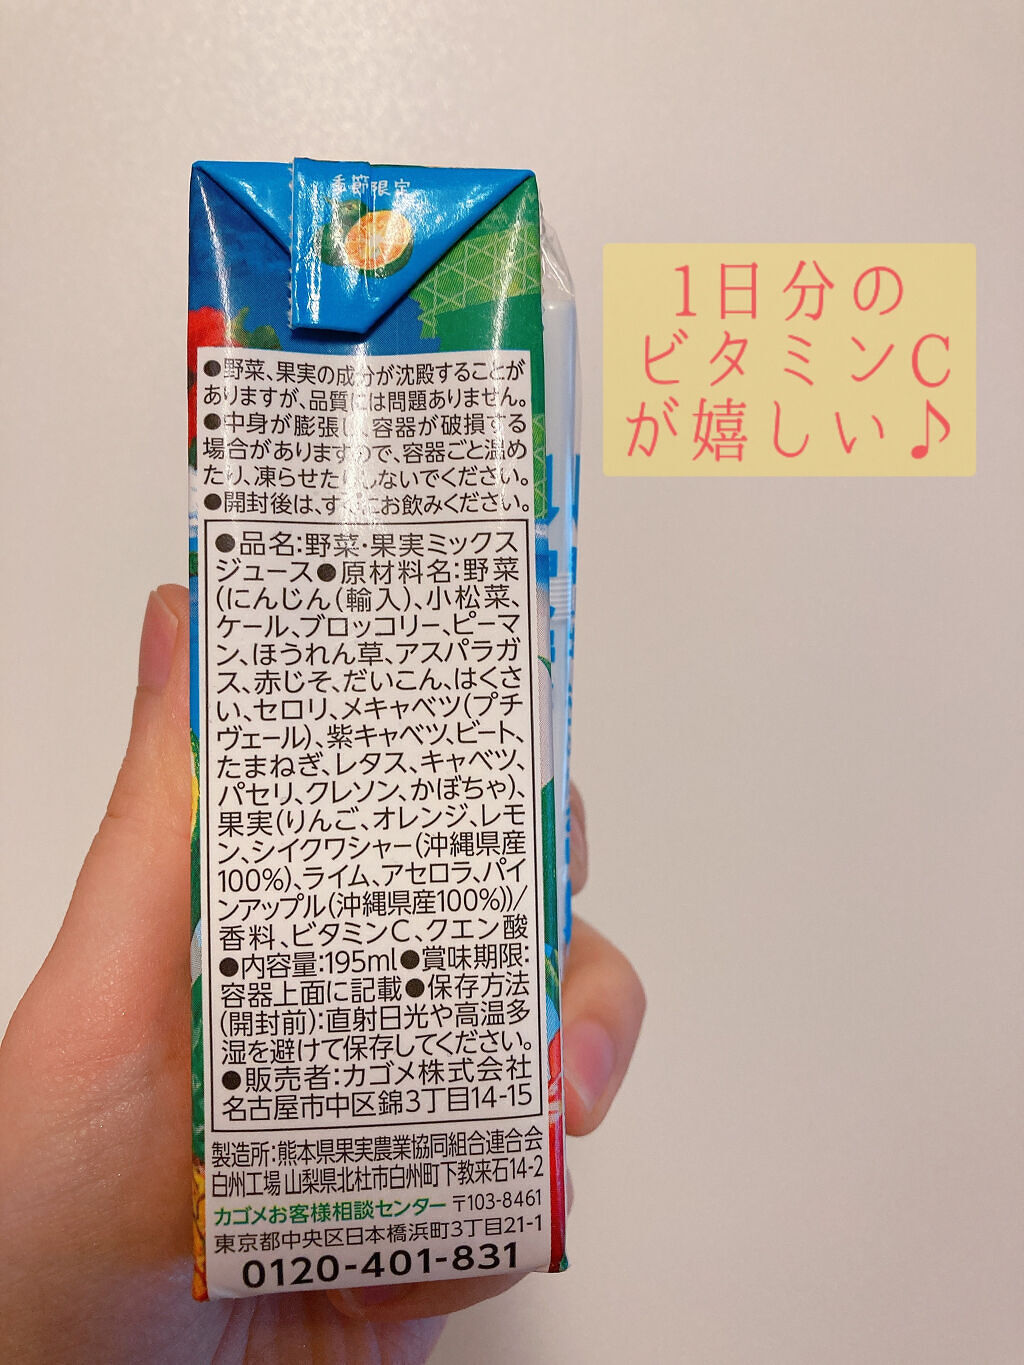 季節限定
1日分の
ビタミンC
が嬉しい♪
●野菜、果実の成分が沈殿することが
ありますが、品質には問題ありません。
●中身が膨張し、容器が破損する
場合がありますので、容器ごと温め
たり、凍らせたりしないでください。
●開封後は、すぐにお飲みください。
●品名:野菜・果実ミックス
ジュース●原材料名:野菜
(にんじん(輸入)、小松菜、
ケール、ブロッコリー、ピーマ
ン、ほうれん草、アスパラガ
ス、赤じそ、だいこん、はくさ
い、セロリ、メキャベツ(プチ
ヴェール)、紫キャベツ、ビート、
たまねぎ、レタス、キャベツ、
パセリ、クレソン、かぼちゃ)、
果実(りんご、オレンジ、レモ
ン、シイクワシャー(沖縄県産
100%)、ライム、アセロラ、パイ
ンアップル(沖縄県産100%))/
香料、ビタミンC、クエン酸
●内容量:195ml●賞味期限:
容器上面に記載●保存方法
(開封前):直射日光や高温多
湿を避けて保存してください。
●販売者:カゴメ株式会社
名古屋市中区錦3丁目14-15
製造所:熊本県果実農業協同組合連合会
白州工場 山梨県北杜市白州町下教来石14-2
カゴメお客様相談センター 〒103-8461
東京都中央区日本橋浜町3丁目21-1
0120-401-831